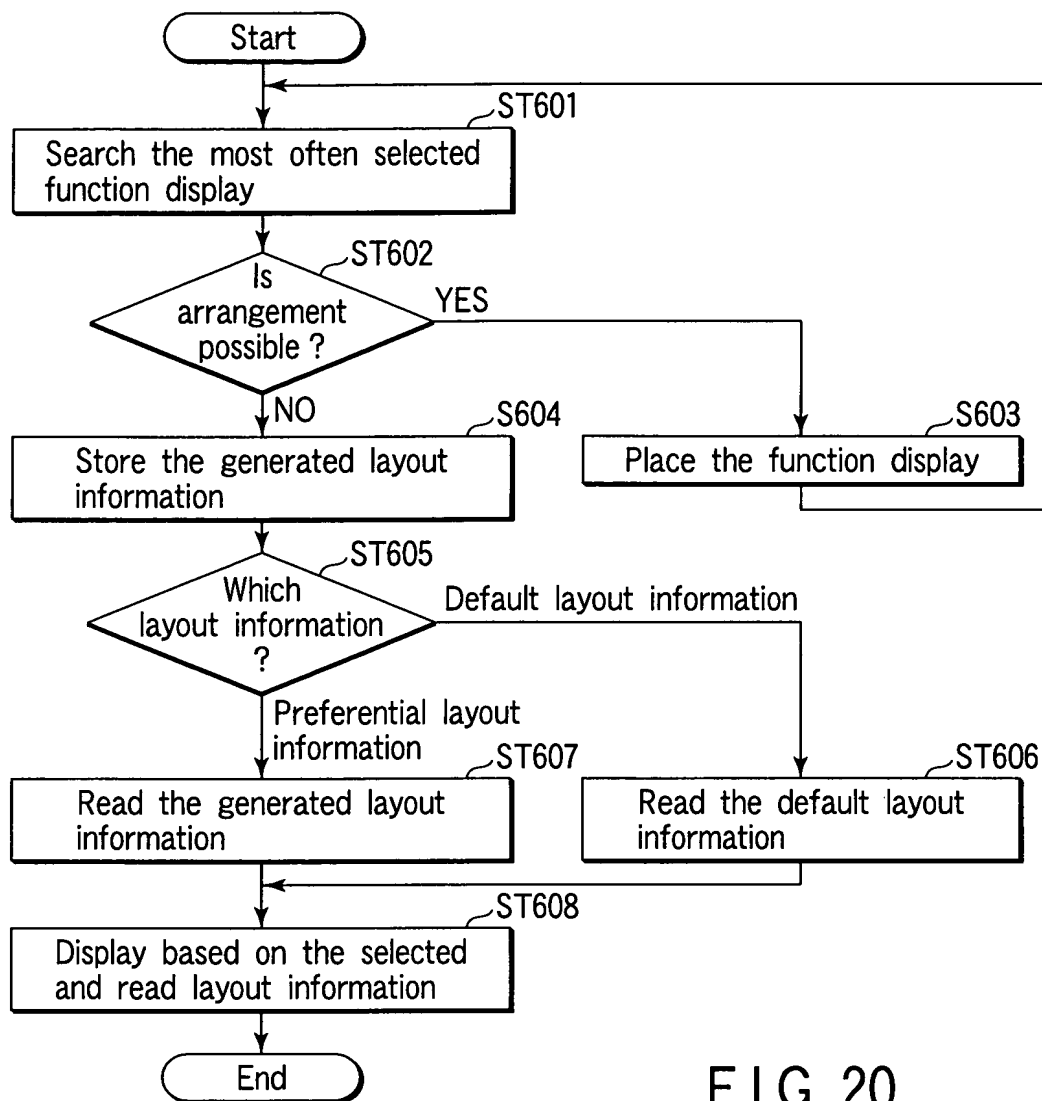 Start
ST601
Search the most often selected
function display
ST602
Is
arrangement
possible ?
YES
NO
S604
Store the generated layout
information
S603
Place the function display
ST605
Which
layout information
?
Default layout information
Preferential layout
information
ST607
Read the generated layout
information
ST606
Read the default layout
information
ST608
Display based on the selected
and read layout information
End
FIG. 20